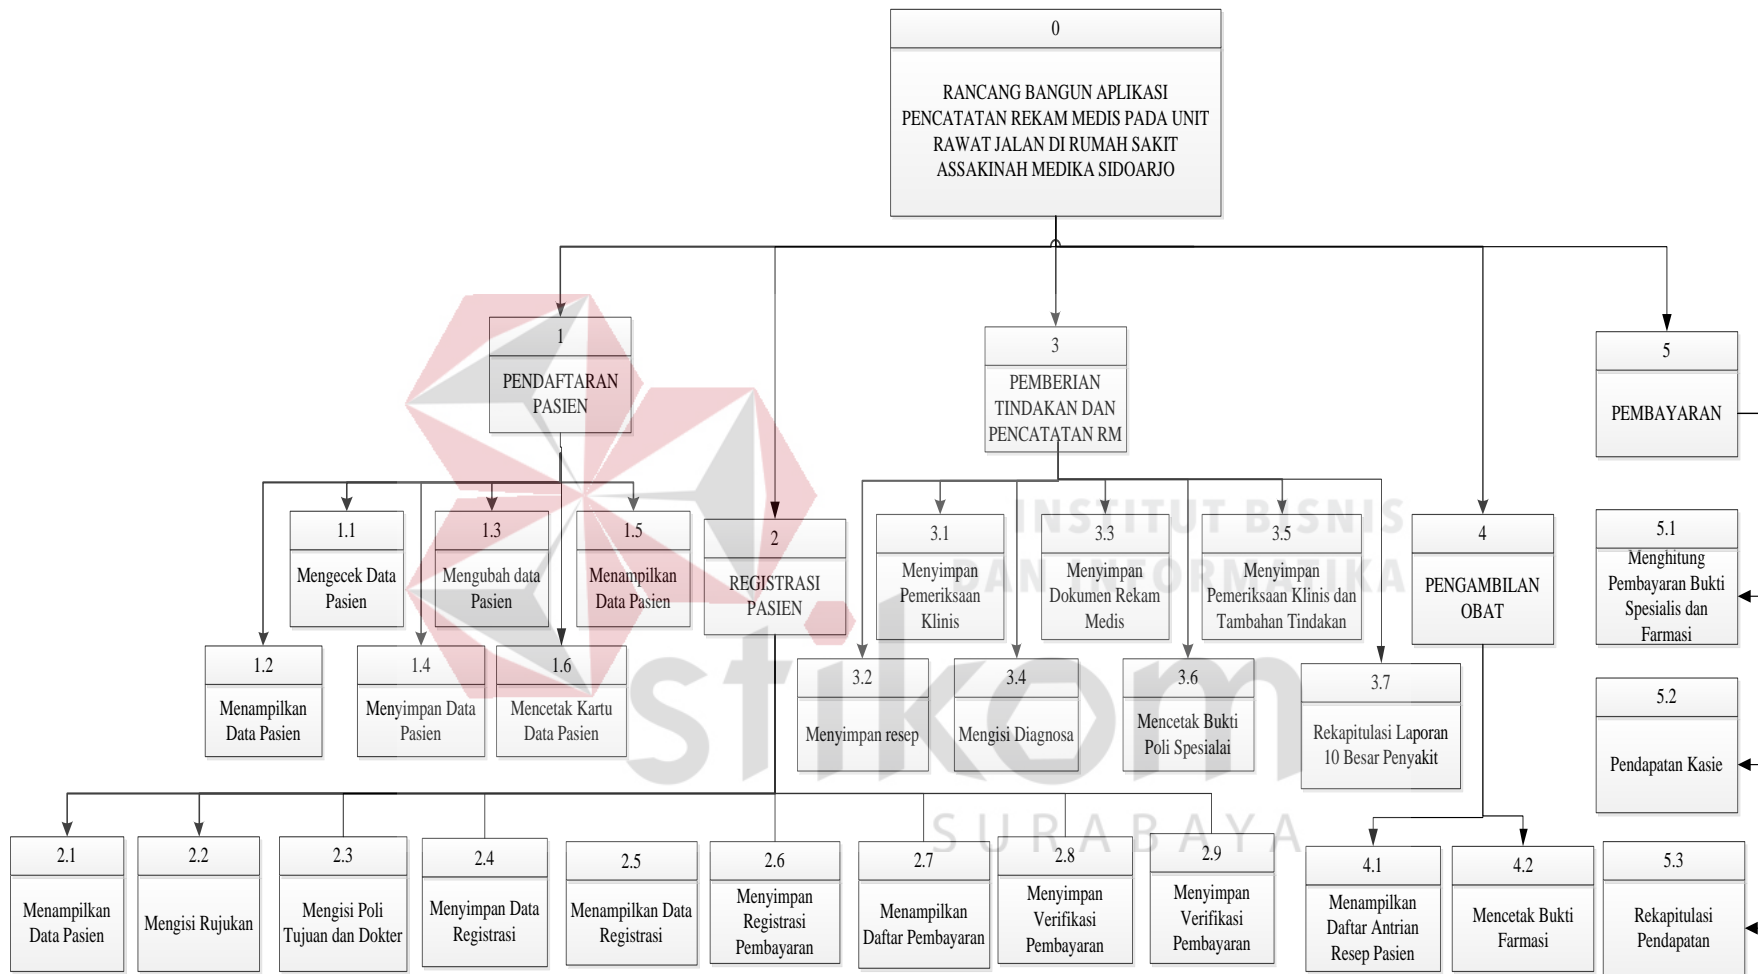 0
RANCANG BANGUN APLIKASI
PENCATATAN REKAM MEDIS PADA UNIT
RAWAT JALAN DI RUMAH SAKIT
ASSAKINAH MEDIKA SIDOARJO
1
PENDAFTARAN
PASIEN
3
PEMBERIAN
TINDAKAN DAN
PENCATATAN RM
5
PEMBAYARAN
1.1
Mengecek Data
Pasien
1.3
Mengubah data
Pasien
1.5
Menampilkan
Data Pasien
2
REGISTRASI
PASIEN
3.1
Menyimpan
Pemeriksaan
Klinis
3.3
Menyimpan
Dokumen Rekam
Medis
3.5
Menyimpan
Pemeriksaan Klinis dan
Tambahan Tindakan
4
PENGAMBILAN
OBAT
5.1
Menghitung
Pembayaran Bukti
Spesialis dan
Farmasi
1.2
Menampilkan
Data Pasien
1.4
Menyimpan Data
Pasien
1.6
Mencetak Kartu
Data Pasien
3.2
Menyimpan resep
3.4
Mengisi Diagnosa
3.6
Mencetak Bukti
Poli Spesialai
3.7
Rekapitulasi Laporan
10 Besar Penyakit
5.2
Pendapatan Kasie
2.1
Menampilkan
Data Pasien
2.2
Mengisi Rujukan
2.3
Mengisi Poli
Tujuan dan Dokter
2.4
Menyimpan Data
Registrasi
2.5
Menampilkan Data
Registrasi
2.6
Menyimpan
Registrasi
Pembayaran
2.7
Menampilkan
Daftar Pembayaran
2.8
Menyimpan
Verifikasi
Pembayaran
2.9
Menyimpan
Verifikasi
Pembayaran
4.1
Menampilkan
Daftar Antrian
Resep Pasien
4.2
Mencetak Bukti
Farmasi
5.3
Rekapitulasi
Pendapatan
INSTITUT BISNIS
DAN INFORMATIKA
stikom
SURABAYA